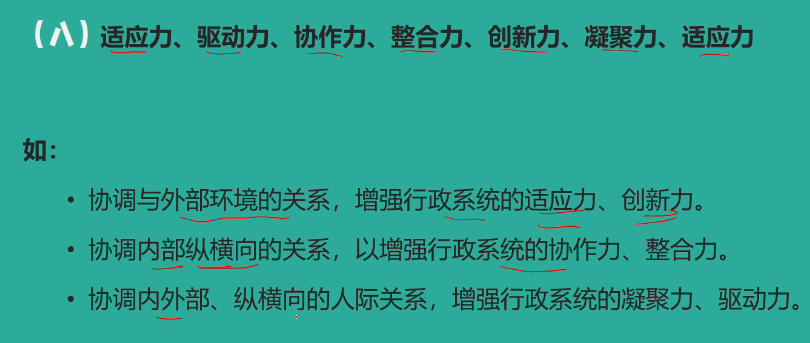 （八）适应力、驱动力、协作力、整合力、创新力、凝聚力、适应力
如：
• 协调与外部环境的关系，增强行政系统的适应力、创新力。
• 协调内部纵横向的关系，以增强行政系统的协作力、整合力。
• 协调内外部、纵横向的人际关系，增强行政系统的凝聚力、驱动力。